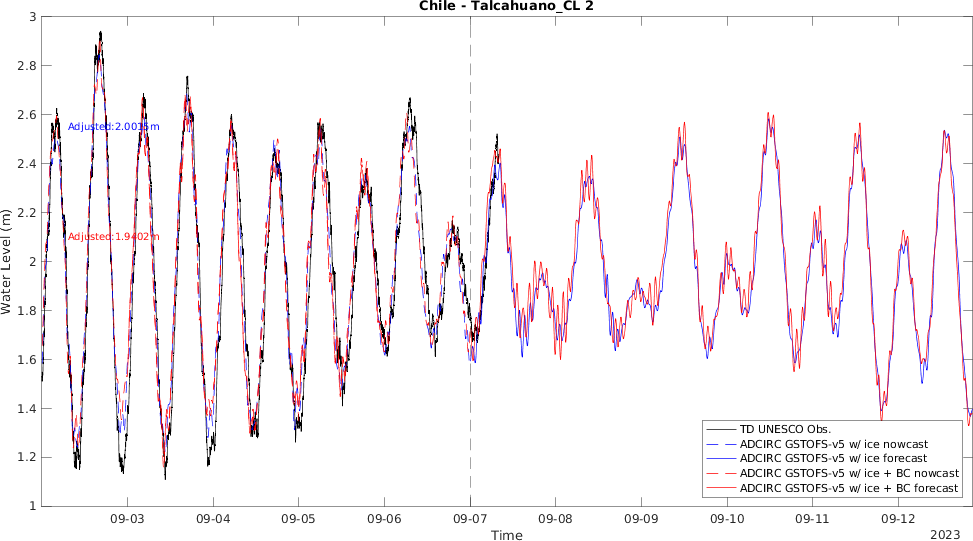 Chile - Talcahuano_CL 2
3
2.8
2.6
2.4
2.2
2
1.8
1.6
1.4
1.2
1
Water Level (m)
Adjusted:2.0015m
Adjusted:1.9402m
TD UNESCO Obs.
ADCIRC GSTOFS-v5 w/ ice nowcast
ADCIRC GSTOFS-v5 w/ ice forecast
ADCIRC GSTOFS-v5 w/ ice + BC nowcast
ADCIRC GSTOFS-v5 w/ ice + BC forecast
09-03 09-04 09-05 09-06 09-07 09-08 09-09 09-10 09-11 09-12
Time
2023